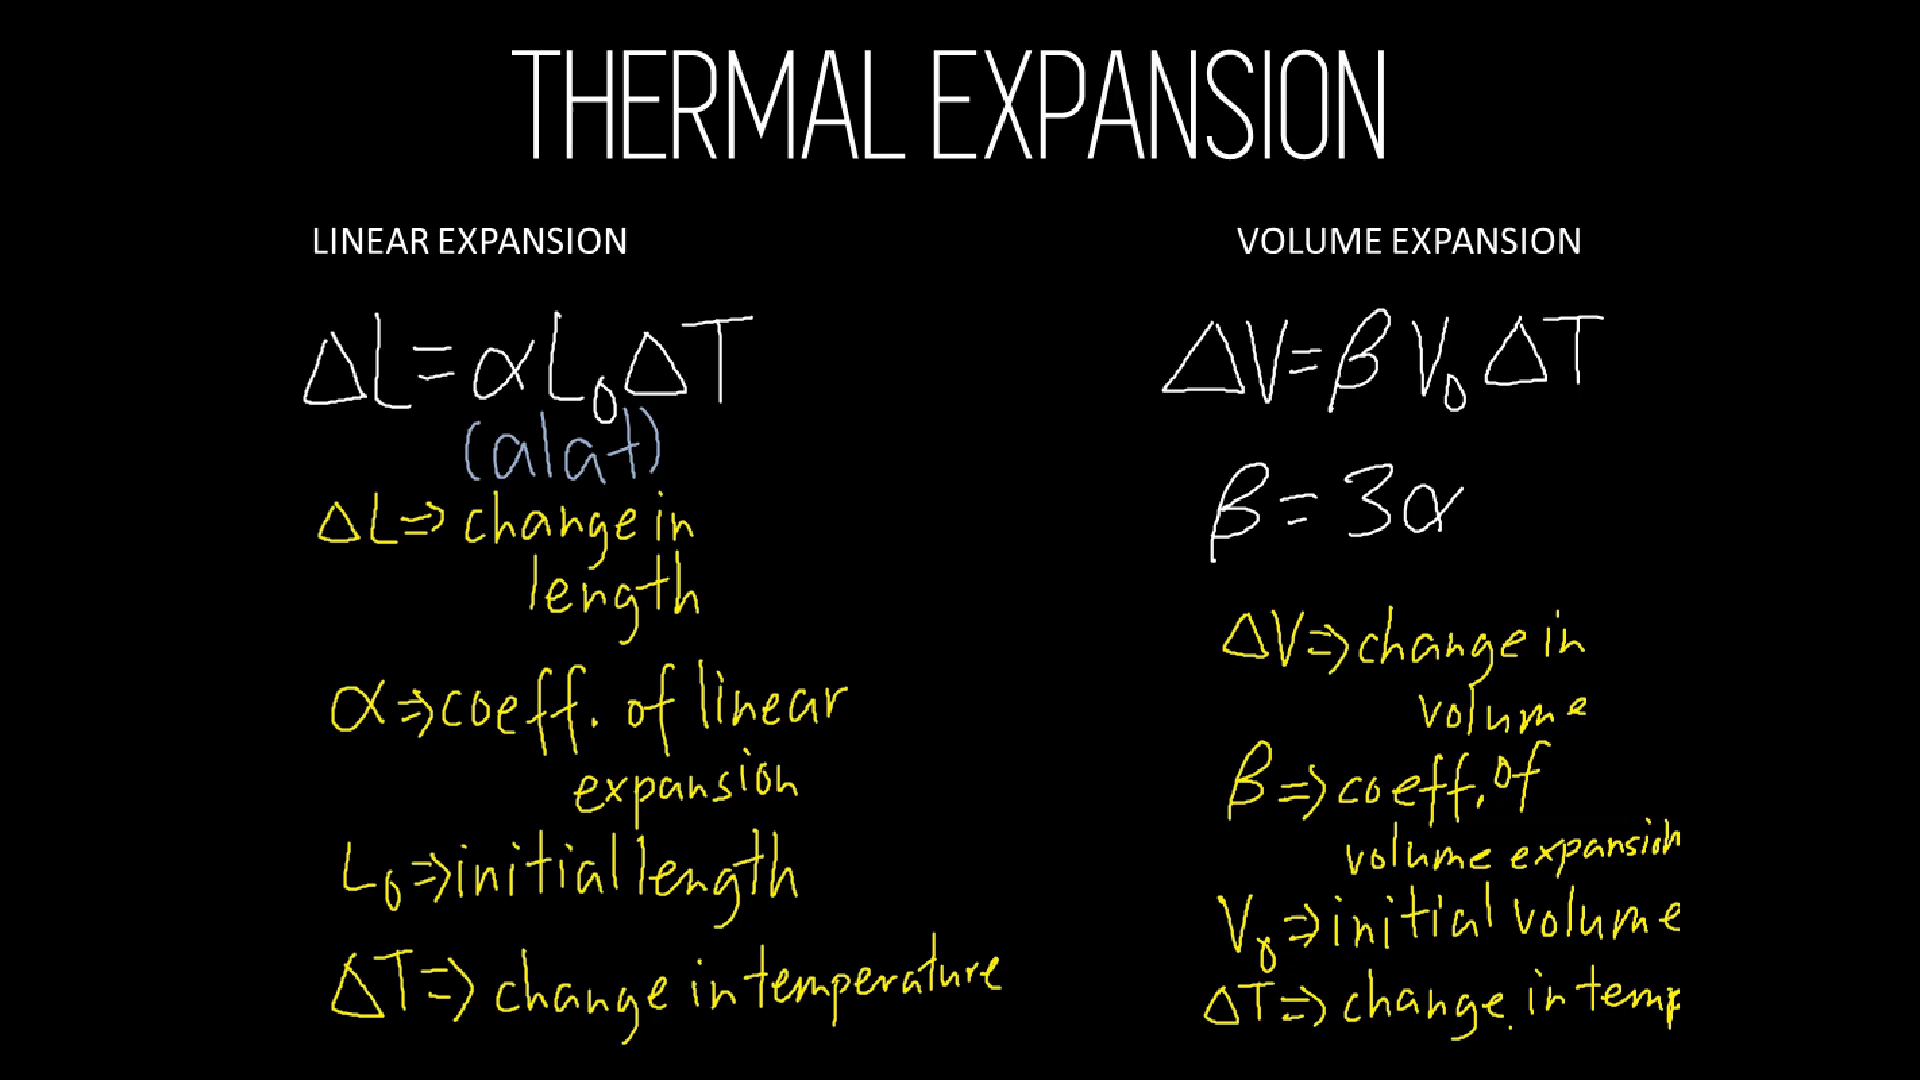 THERMAL EXPANSION
LINEAR EXPANSION
ΔL = αL₀ΔT
(alat)
ΔL ⇒ change in
length
α ⇒ coeff. of linear
expansion
L₀ ⇒ initial length
ΔT ⇒ change in temperature
VOLUME EXPANSION
ΔV = βV₀ΔT
β = 3α
ΔV ⇒ change in
volume
β ⇒ coeff. of
volume expansion
V₀ ⇒ initial volume
ΔT ⇒ change in temp